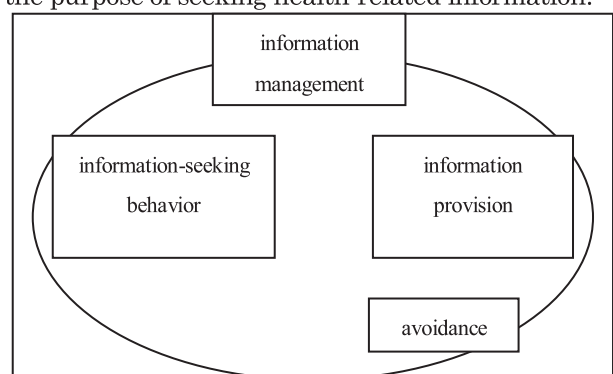 the purpose of seeking health-related information.
information
management
information-seeking
behavior
information
provision
avoidance